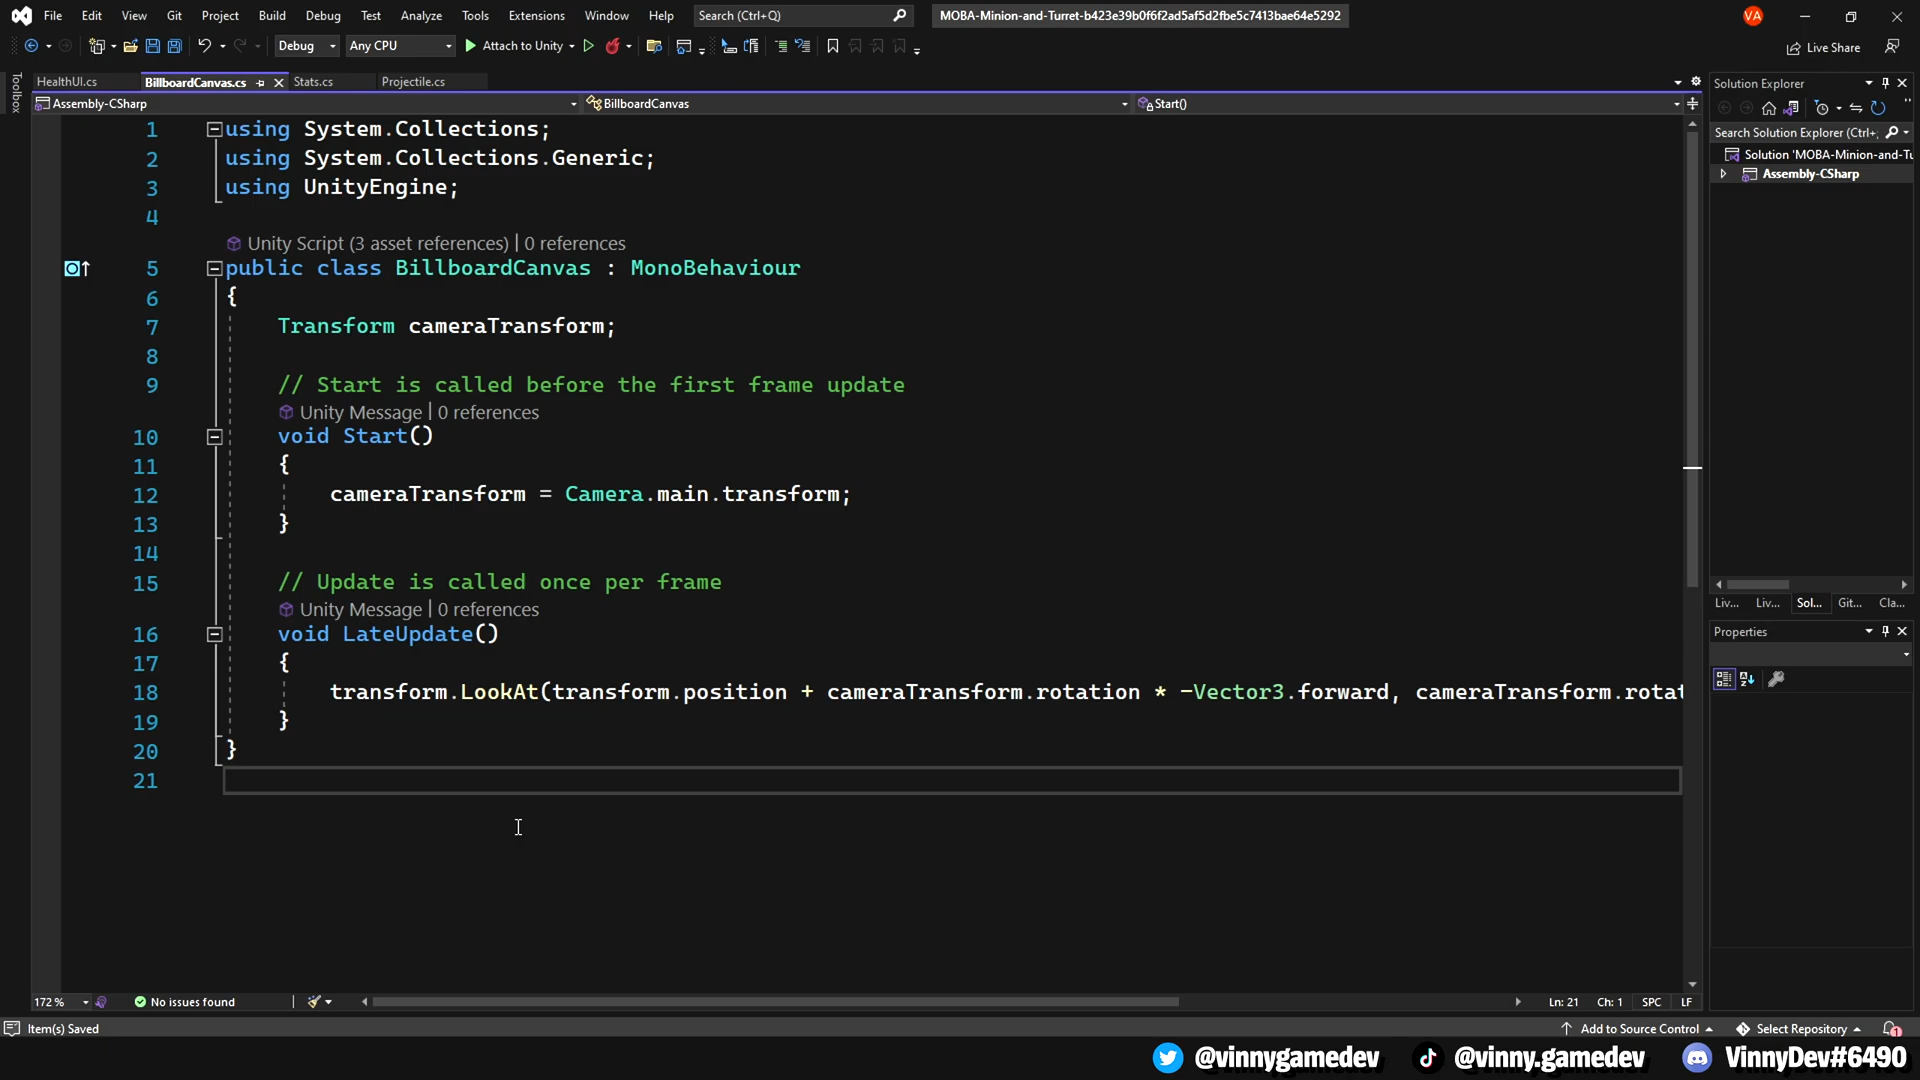 File Edit View Git Project Build Debug Test Analyze Tools Extensions Window Help Search (Ctrl+Q) MOBA-Minion-and-Turret-b423e39b0f6f2ad5af5d2fbe5c7413bae64e5292 VA
Debug Any CPU Attach to Unity Live Share
Toolbox
HealthUI.cs BillboardCanvas.cs Stats.cs Projectile.cs
Assembly-CSharp BillboardCanvas Start()
1 using System.Collections;
2 using System.Collections.Generic;
3 using UnityEngine;
4
Unity Script (3 asset references) | 0 references
5 public class BillboardCanvas : MonoBehaviour
6 {
7 Transform cameraTransform;
8
9 // Start is called before the first frame update
Unity Message | 0 references
10 void Start()
11 {
12 cameraTransform = Camera.main.transform;
13 }
14
15 // Update is called once per frame
Unity Message | 0 references
16 void LateUpdate()
17 {
18 transform.LookAt(transform.position + cameraTransform.rotation * -Vector3.forward, cameraTransform.rotat
19 }
20 }
21
Solution Explorer
Search Solution Explorer (Ctrl+;
Solution 'MOBA-Minion-and-Tu
Assembly-CSharp
Liv... Liv... Sol... Git... Cla...
Properties
172 % No issues found Ln: 21 Ch: 1 SPC LF
Item(s) Saved Add to Source Control Select Repository 1
@vinnygamedev @vinny.gamedev VinnyDev#6490